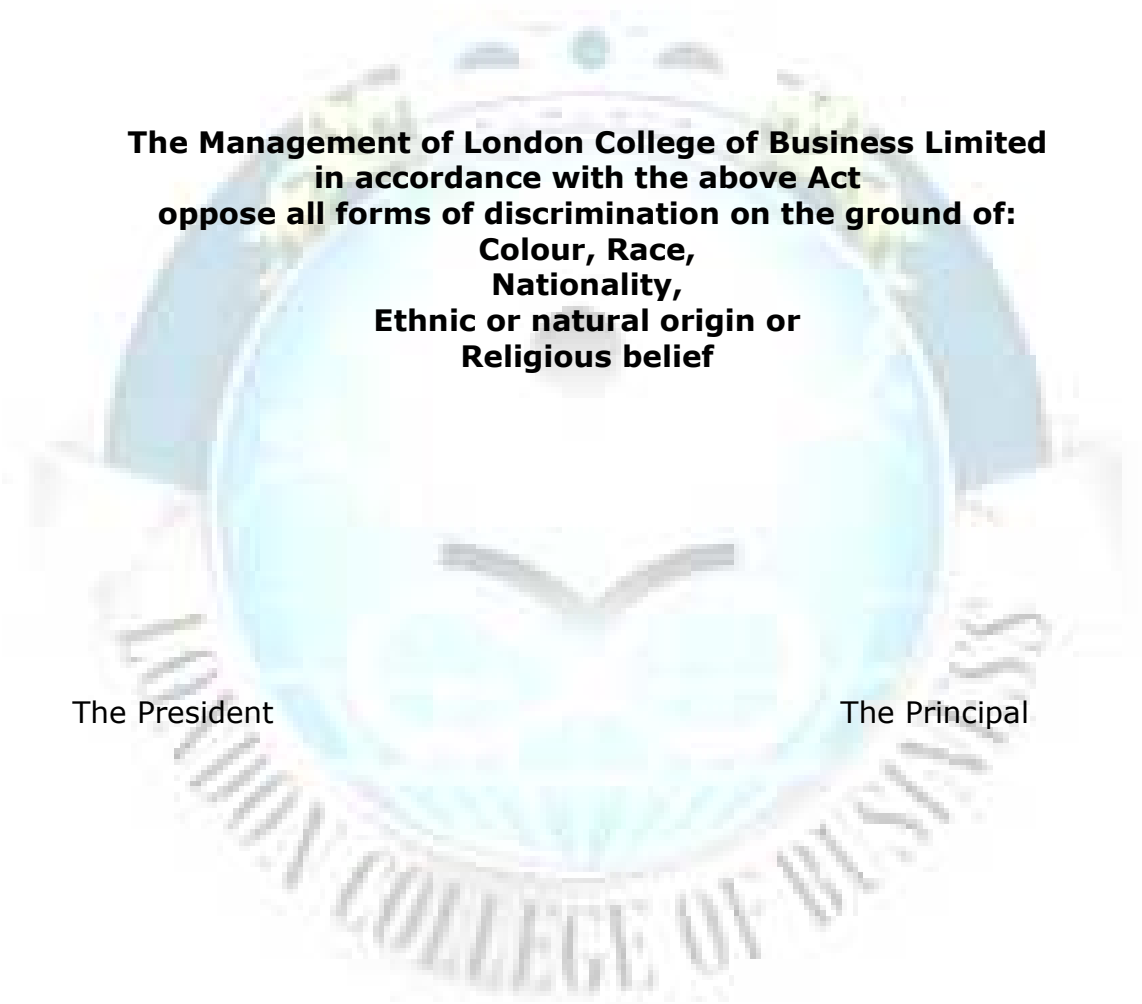 The Management of London College of Business Limited
in accordance with the above Act
oppose all forms of discrimination on the ground of:
Colour, Race,
Nationality,
Ethnic or natural origin or
Religious belief
The President The Principal
LONDON COLLEGE OF BUSINESS